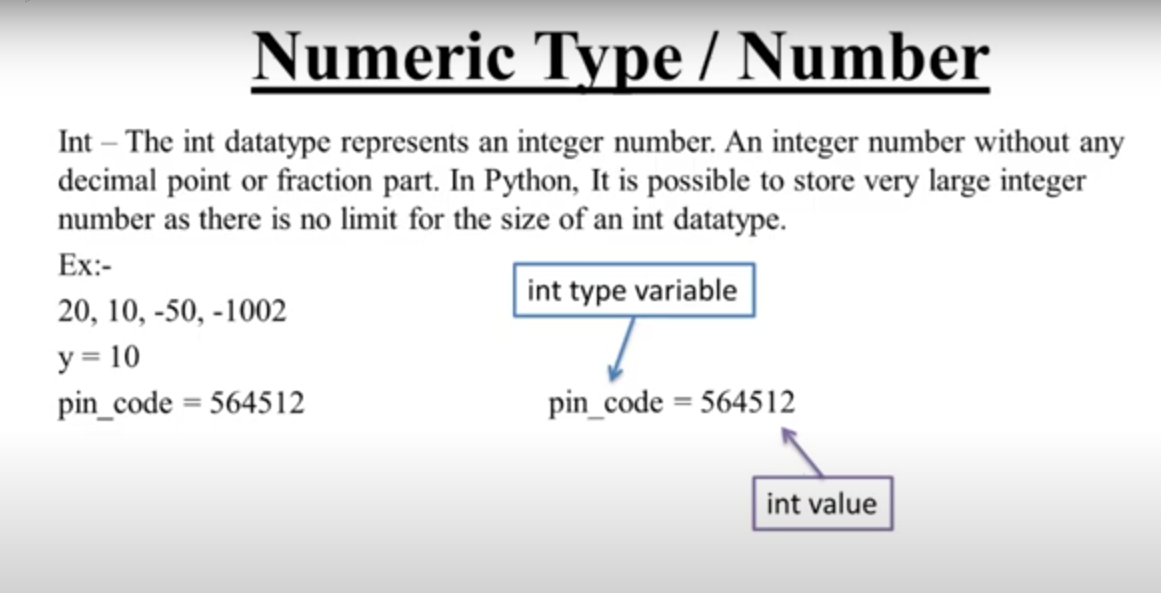 Numeric Type / Number
Int – The int datatype represents an integer number. An integer number without any
decimal point or fraction part. In Python, It is possible to store very large integer
number as there is no limit for the size of an int datatype.
Ex:-
20, 10, -50, -1002
y = 10
pin_code = 564512
int type variable
pin_code = 564512
int value